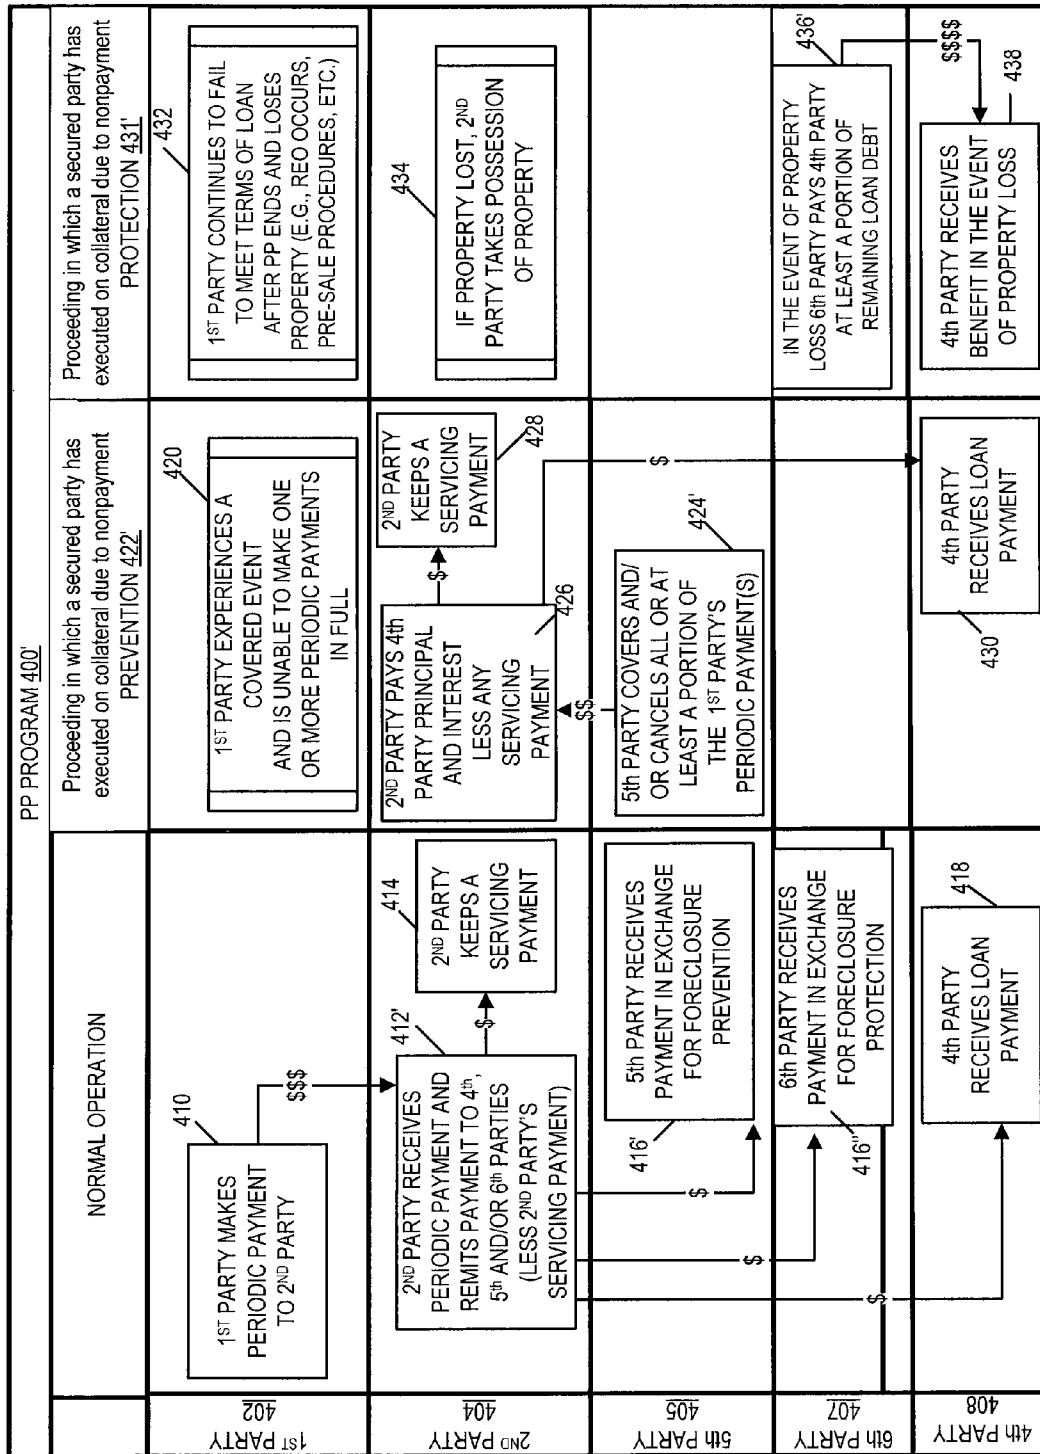 PP PROGRAM 400'
NORMAL OPERATION
Proceeding in which a secured party has
executed on collateral due to nonpayment
PREVENTION 422'
Proceeding in which a secured party has
executed on collateral due to nonpayment
PROTECTION 431'
402
1ST PARTY
410
1ST PARTY MAKES
PERIODIC PAYMENT
TO 2ND PARTY
$$$
420
1ST PARTY EXPERIENCES A
COVERED EVENT
AND IS UNABLE TO MAKE ONE
OR MORE PERIODIC PAYMENTS
IN FULL
432
1ST PARTY CONTINUES TO FAIL
TO MEET TERMS OF LOAN
AFTER PP ENDS AND LOSES
PROPERTY (E.G., REO OCCURS,
PRE-SALE PROCEDURES, ETC.)
404
2ND PARTY
412'
2ND PARTY RECEIVES
PERIODIC PAYMENT AND
REMITS PAYMENT TO 4th,
5th AND/OR 6th PARTIES
(LESS 2ND PARTY'S
SERVICING PAYMENT)
$
414
2ND PARTY
KEEPS A
SERVICING
PAYMENT
2ND PARTY PAYS 4th
PARTY PRINCIPAL
AND INTEREST
LESS ANY
SERVICING
PAYMENT
426
$
2ND PARTY
KEEPS A
SERVICING
PAYMENT
428
434
IF PROPERTY LOST, 2ND
PARTY TAKES POSSESSION
OF PROPERTY
405
5th PARTY
416'
5th PARTY RECEIVES
PAYMENT IN EXCHANGE
FOR FORECLOSURE
PREVENTION
$
$$
5th PARTY COVERS AND/
OR CANCELS ALL OR AT
LEAST A PORTION OF
THE 1ST PARTY'S
PERIODIC PAYMENT(S)
424'
$
407
6th PARTY
$
416"
6th PARTY RECEIVES
PAYMENT IN EXCHANGE
FOR FORECLOSURE
PROTECTION
436'
IN THE EVENT OF PROPERTY
LOSS 6th PARTY PAYS 4th PARTY
AT LEAST A PORTION OF
REMAINING LOAN DEBT
$$$$
408
4th PARTY
$
418
4th PARTY
RECEIVES LOAN
PAYMENT
430
4th PARTY
RECEIVES LOAN
PAYMENT
438
4th PARTY RECEIVES
BENEFIT IN THE EVENT
OF PROPERTY LOSS